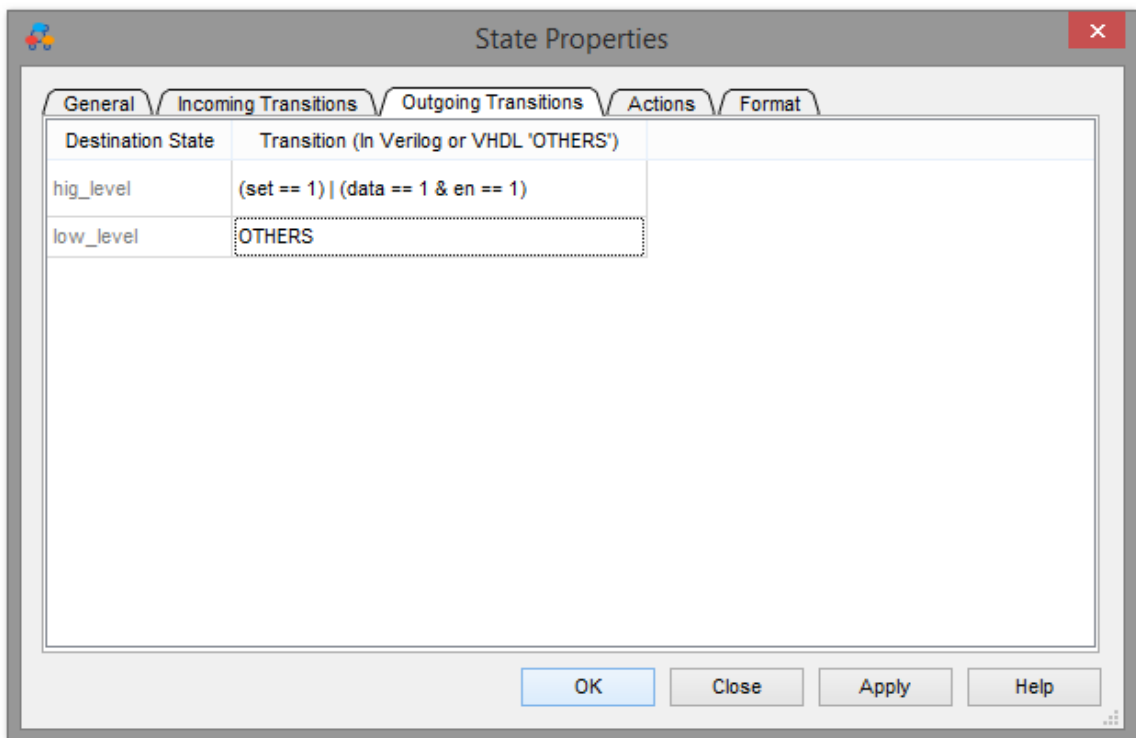 State Properties
General Incoming Transitions Outgoing Transitions Actions Format
Destination State Transition (In Verilog or VHDL 'OTHERS')
hig_level (set == 1) | (data == 1 & en == 1)
low_level OTHERS
OK Close Apply Help